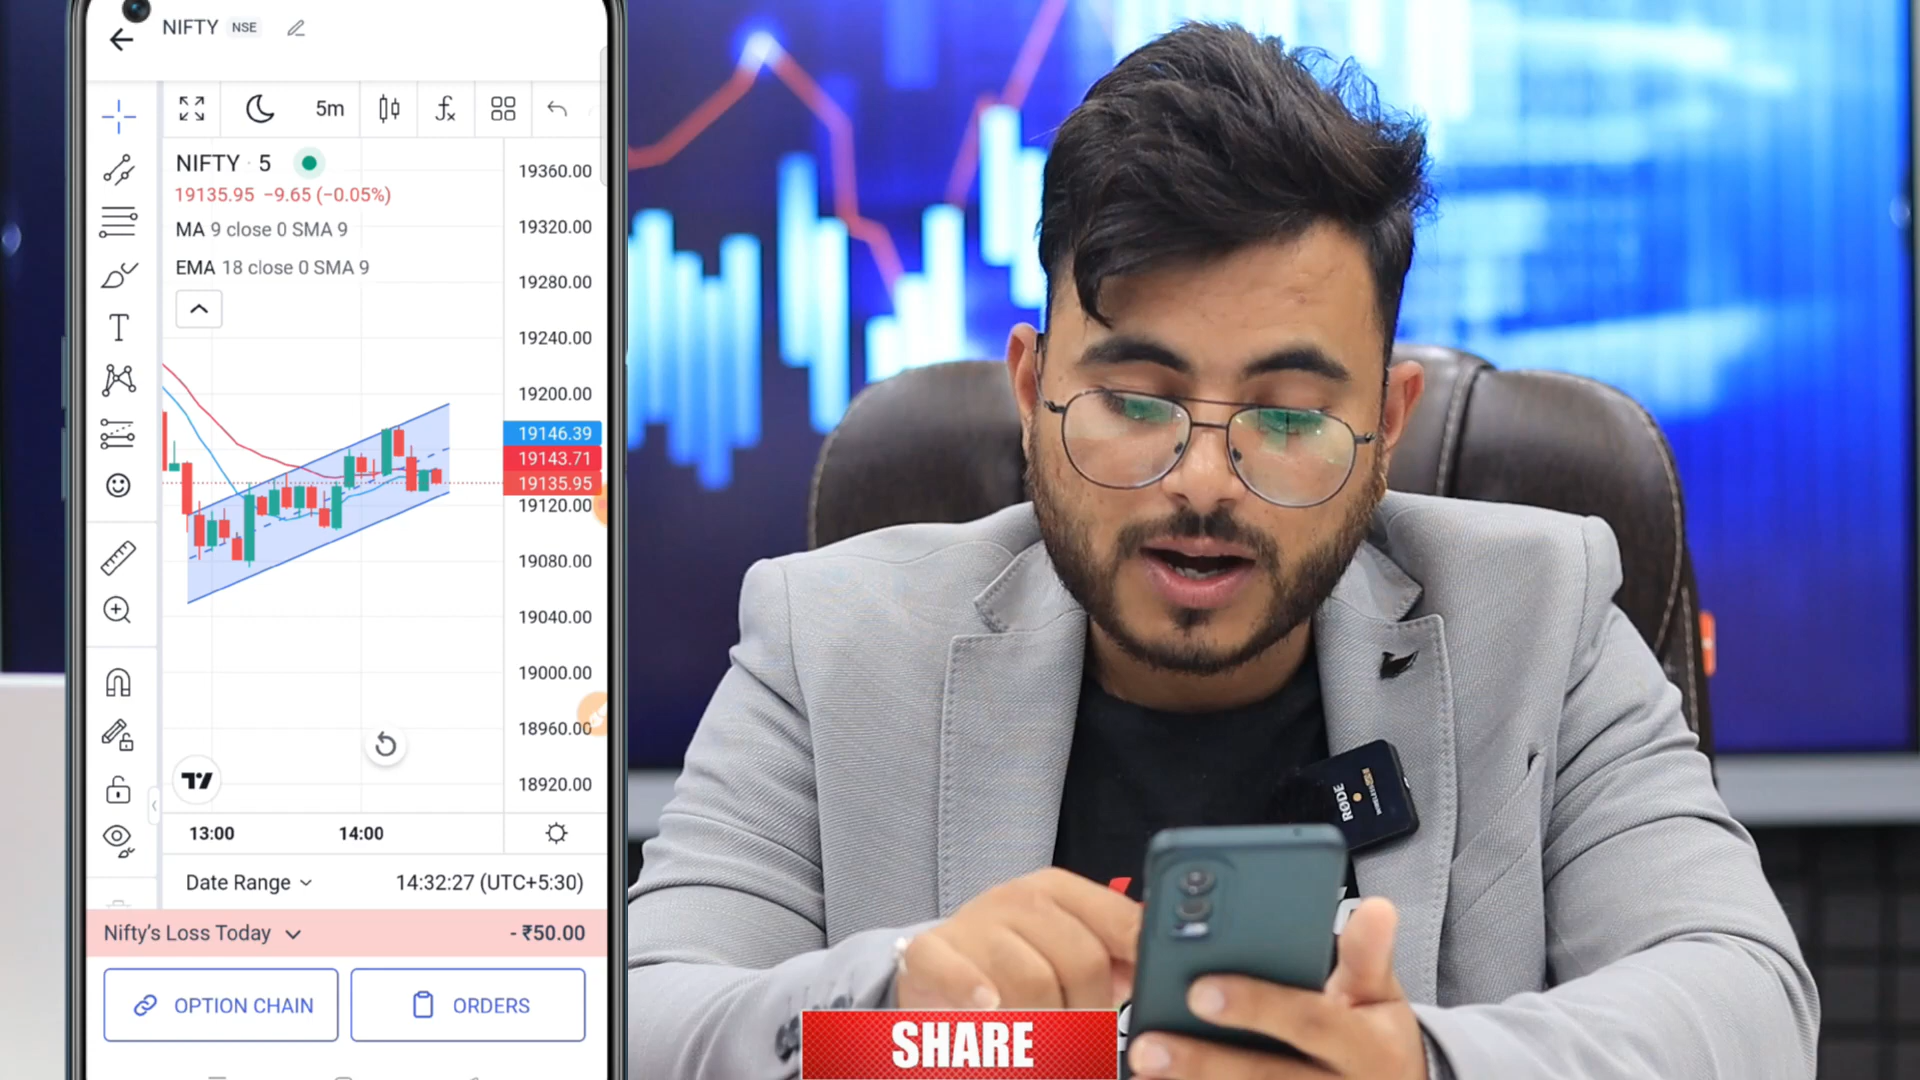 NIFTY NSE
5m
NIFTY · 5
19135.95 −9.65 (−0.05%)
MA 9 close 0 SMA 9
EMA 18 close 0 SMA 9
19360.00
19320.00
19280.00
19240.00
19200.00
19146.39
19143.71
19135.95
19120.00
19080.00
19040.00
19000.00
18960.00
18920.00
13:00 14:00
Date Range 14:32:27 (UTC+5:30)
Nifty's Loss Today - ₹50.00
OPTION CHAIN ORDERS
RØDE
SHARE